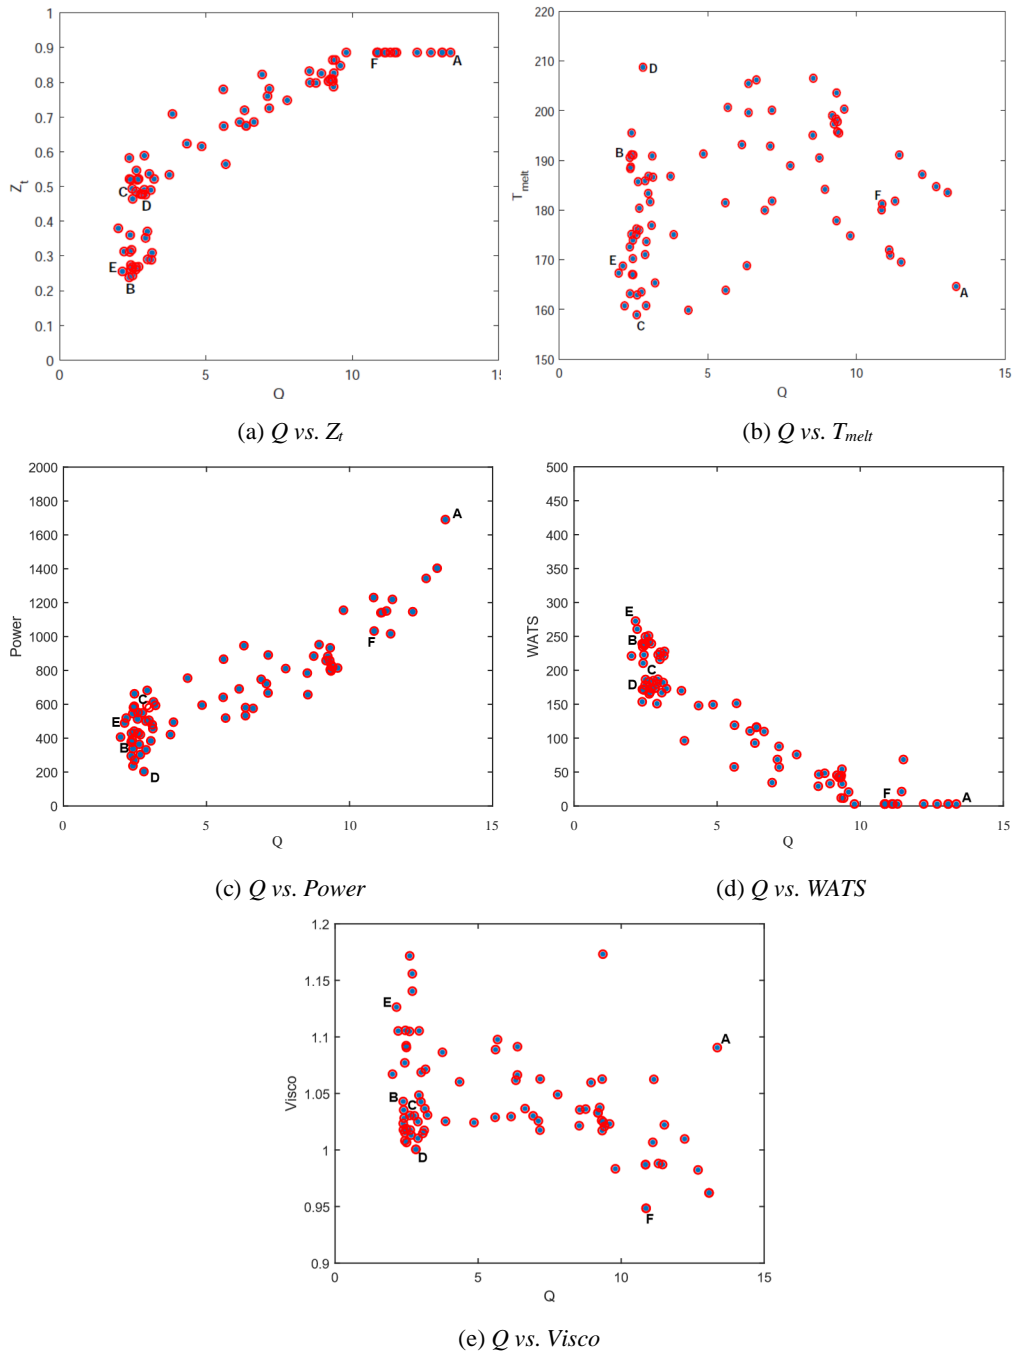 1
0.9
0.8
0.7
0.6
0.5
0.4
0.3
0.2
0.1
0
Z_t
F
A
C
D
E
B
0 5 10 15
Q
(a) Q vs. Z_t
220
210
200
190
180
170
160
150
T_melt
D
B
F
E
A
C
0 5 10 15
Q
(b) Q vs. T_melt
2000
1800
1600
1400
1200
1000
800
600
400
200
0
Power
A
F
C
E
B
D
0 5 10 15
Q
(c) Q vs. Power
500
450
400
350
300
250
200
150
100
50
0
WATS
E
B
C
D
F
A
0 5 10 15
Q
(d) Q vs. WATS
1.2
1.15
1.1
1.05
1
0.95
0.9
Visco
E
A
B
C
D
F
0 5 10 15
Q
(e) Q vs. Visco